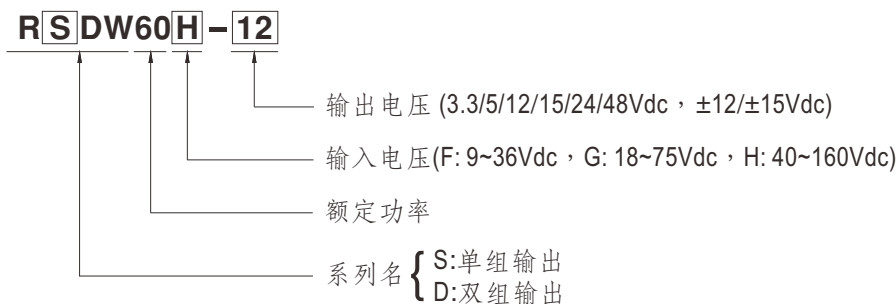 RSDW60H-12
输出电压 (3.3/5/12/15/24/48Vdc,±12/±15Vdc)
输入电压(F: 9~36Vdc,G: 18~75Vdc,H: 40~160Vdc)
额定功率
系列名{S:单组输出
D:双组输出